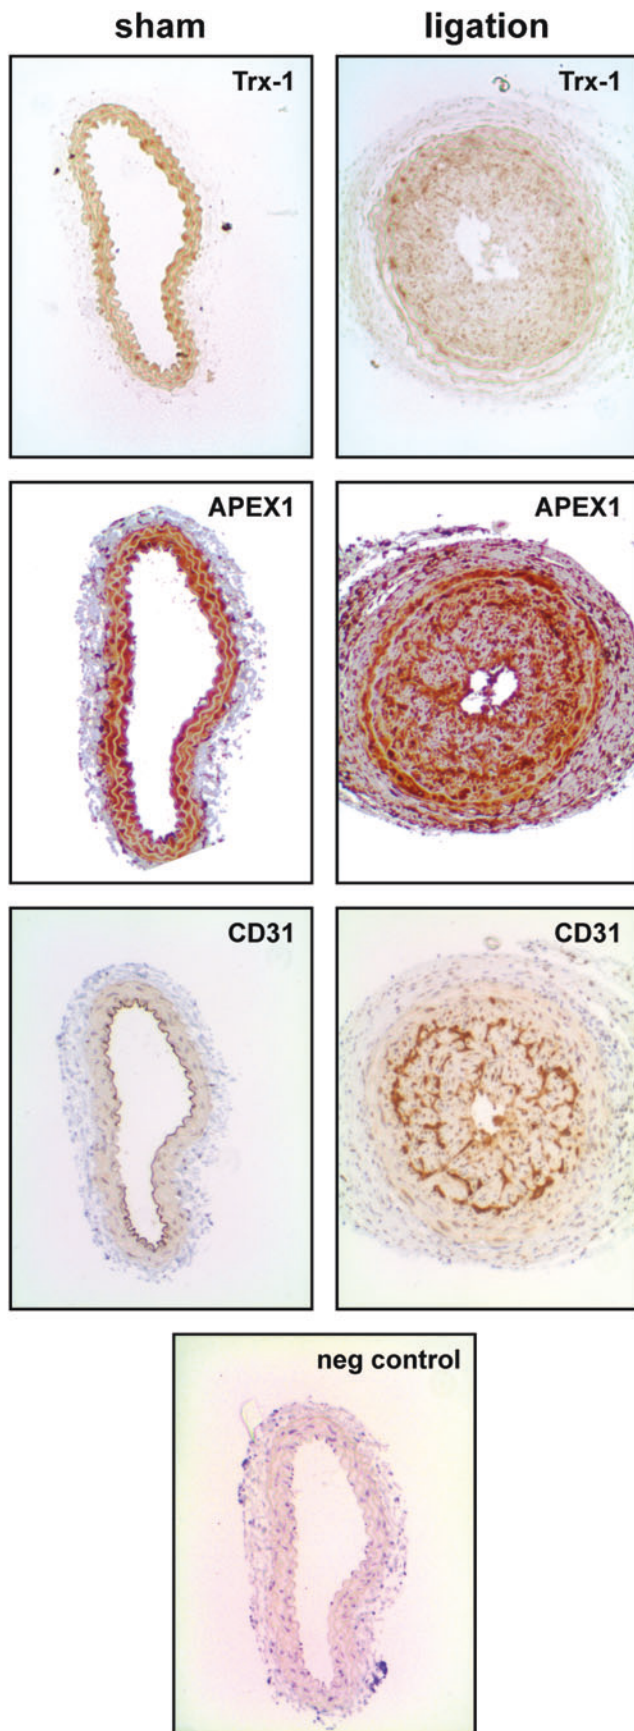 sham ligation
Trx-1 Trx-1
APEX1 APEX1
CD31 CD31
neg control